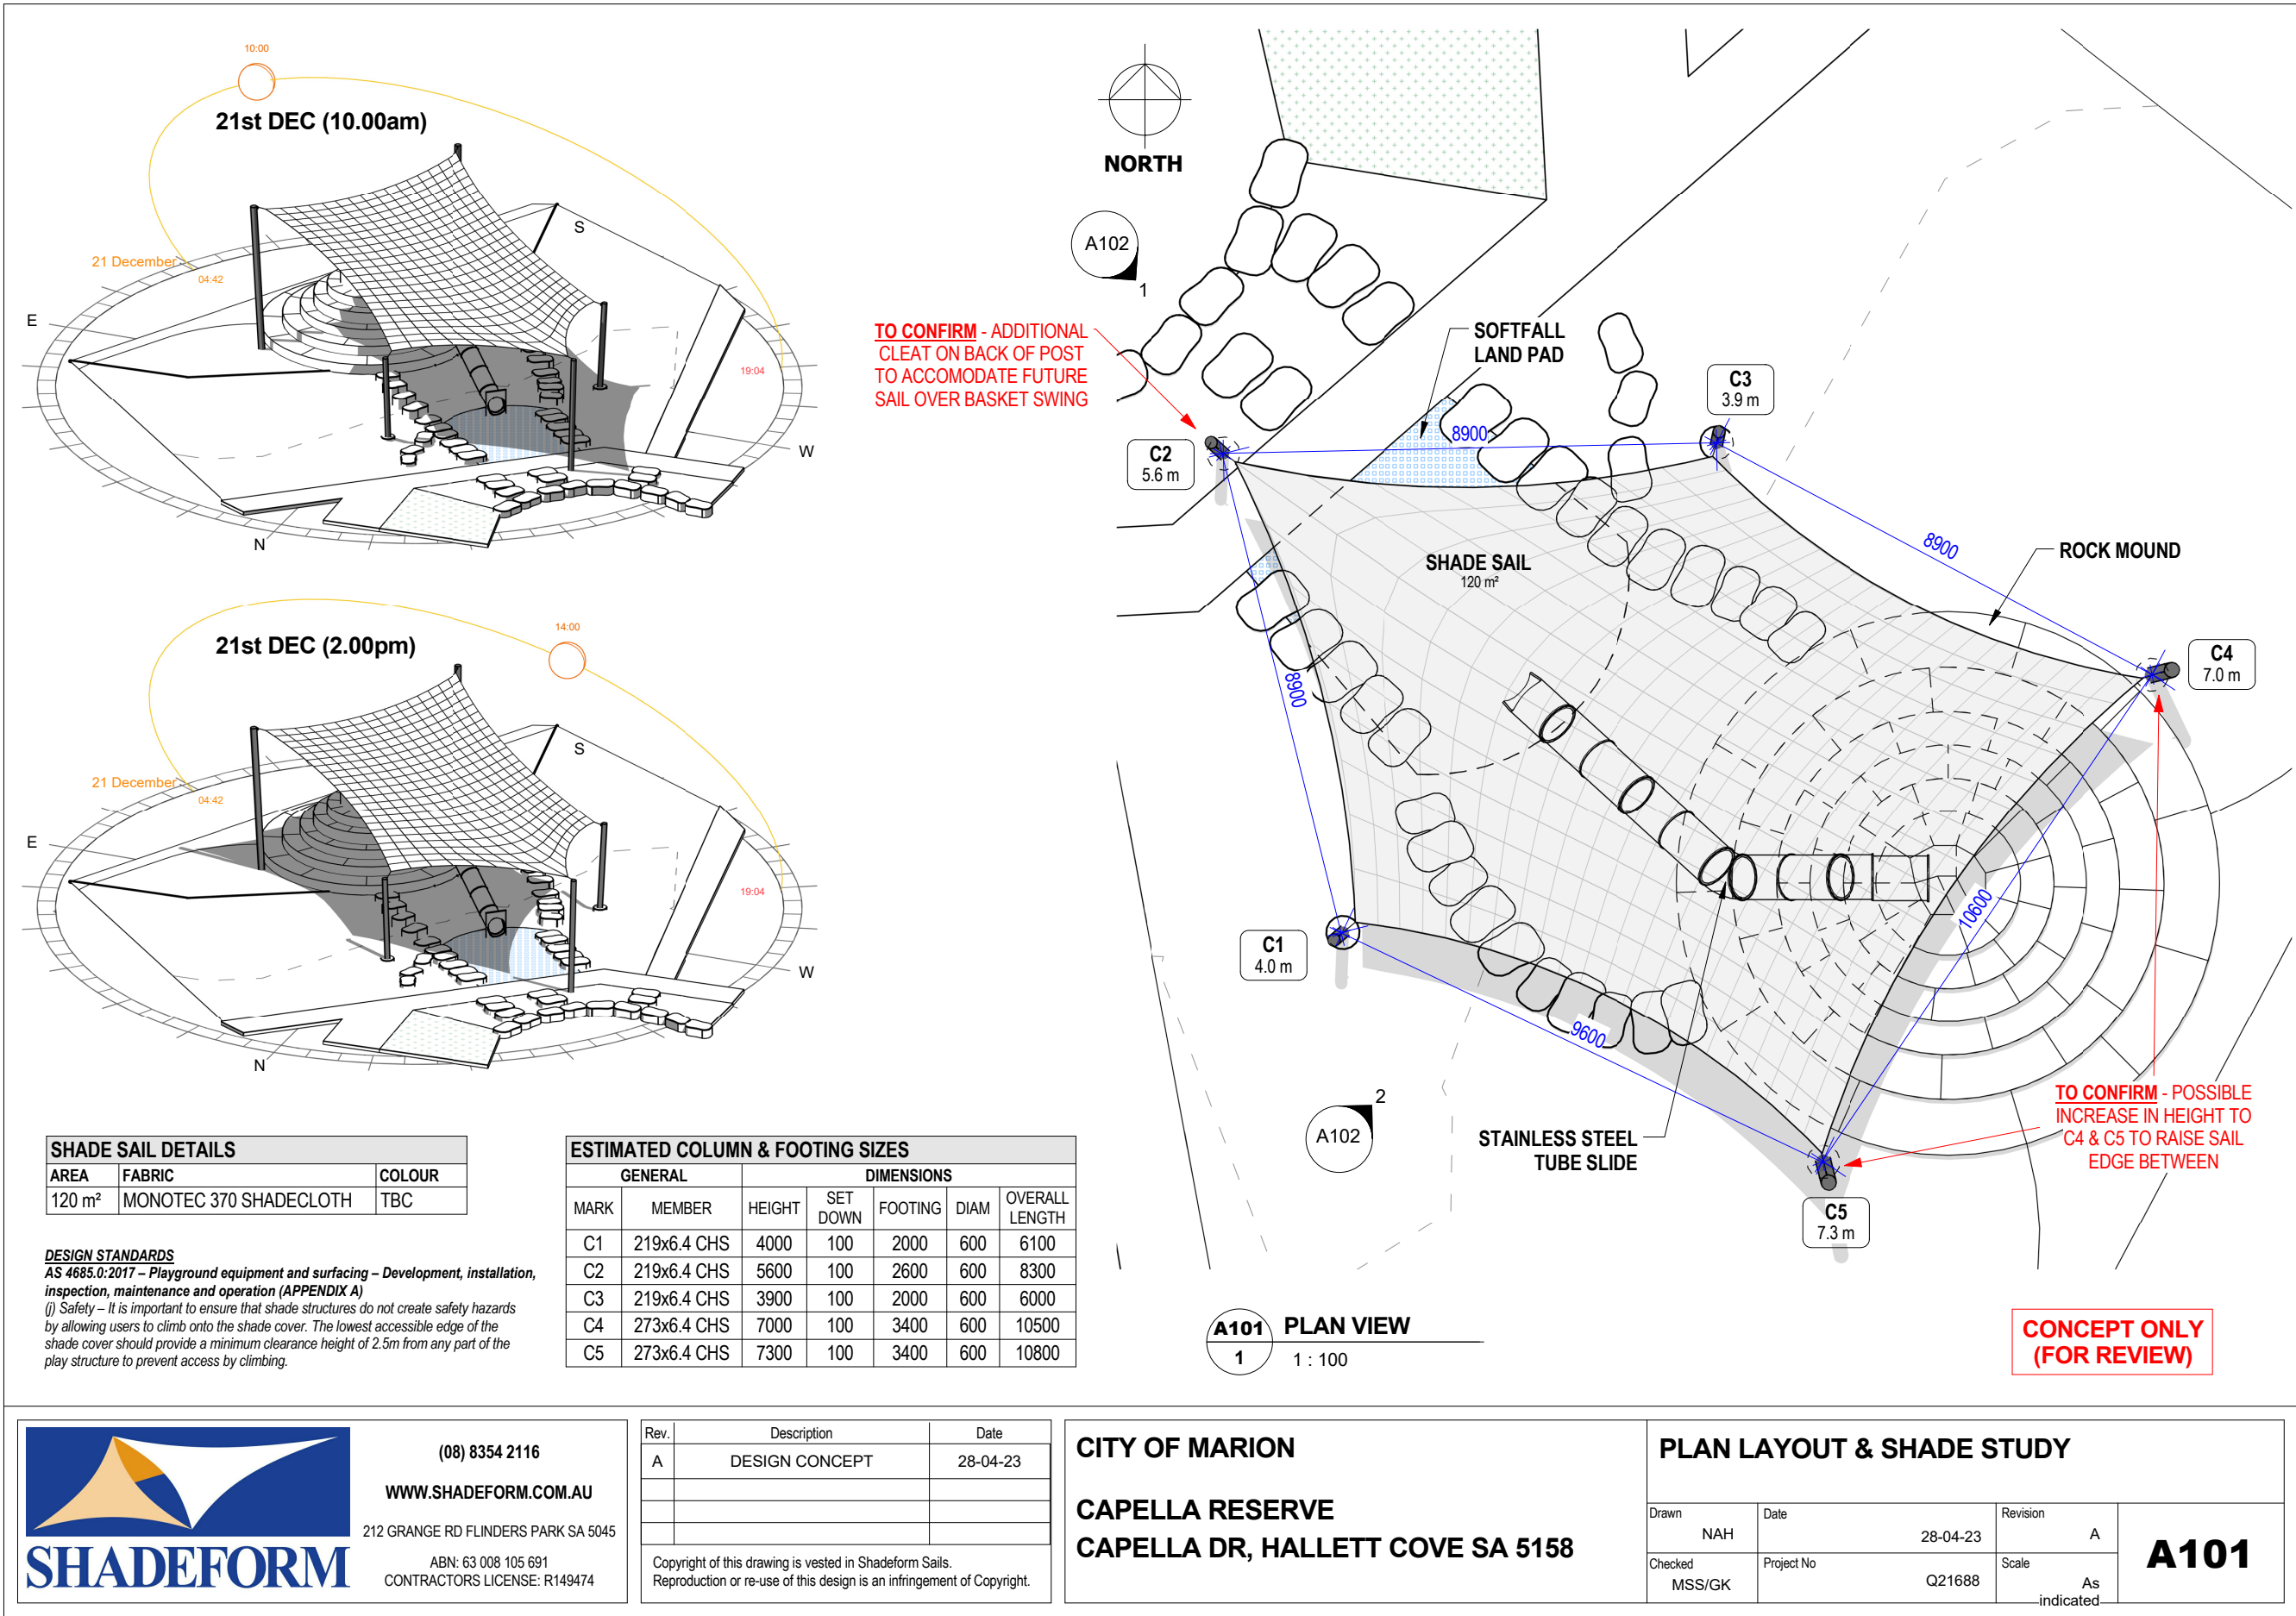 10:00
21st DEC (10.00am)
21 December
04:42
19:04
E
S
W
N
14:00
21st DEC (2.00pm)
21 December
04:42
19:04
E
S
W
N
NORTH
A102
1
TO CONFIRM - ADDITIONAL
CLEAT ON BACK OF POST
TO ACCOMODATE FUTURE
SAIL OVER BASKET SWING
SOFTFALL
LAND PAD
C3
3.9 m
C2
5.6 m
8900
8900
ROCK MOUND
SHADE SAIL
120 m²
C4
7.0 m
8900
10600
C1
4.0 m
9600
A102
2
STAINLESS STEEL
TUBE SLIDE
TO CONFIRM - POSSIBLE
INCREASE IN HEIGHT TO
C4 & C5 TO RAISE SAIL
EDGE BETWEEN
C5
7.3 m
A101
1
PLAN VIEW
1 : 100
CONCEPT ONLY
(FOR REVIEW)
SHADE SAIL DETAILS
AREA FABRIC COLOUR
120 m² MONOTEC 370 SHADECLOTH TBC
DESIGN STANDARDS
AS 4685.0:2017 – Playground equipment and surfacing – Development, installation,
inspection, maintenance and operation (APPENDIX A)
(j) Safety – It is important to ensure that shade structures do not create safety hazards
by allowing users to climb onto the shade cover. The lowest accessible edge of the
shade cover should provide a minimum clearance height of 2.5m from any part of the
play structure to prevent access by climbing.
ESTIMATED COLUMN & FOOTING SIZES
GENERAL DIMENSIONS
MARK MEMBER HEIGHT SET DOWN FOOTING DIAM OVERALL LENGTH
C1 219x6.4 CHS 4000 100 2000 600 6100
C2 219x6.4 CHS 5600 100 2600 600 8300
C3 219x6.4 CHS 3900 100 2000 600 6000
C4 273x6.4 CHS 7000 100 3400 600 10500
C5 273x6.4 CHS 7300 100 3400 600 10800
SHADEFORM
(08) 8354 2116
WWW.SHADEFORM.COM.AU
212 GRANGE RD FLINDERS PARK SA 5045
ABN: 63 008 105 691
CONTRACTORS LICENSE: R149474
Rev. Description Date
A DESIGN CONCEPT 28-04-23
Copyright of this drawing is vested in Shadeform Sails.
Reproduction or re-use of this design is an infringement of Copyright.
CITY OF MARION
CAPELLA RESERVE
CAPELLA DR, HALLETT COVE SA 5158
PLAN LAYOUT & SHADE STUDY
Drawn NAH
Date 28-04-23
Revision A
Checked MSS/GK
Project No Q21688
Scale As indicated
A101